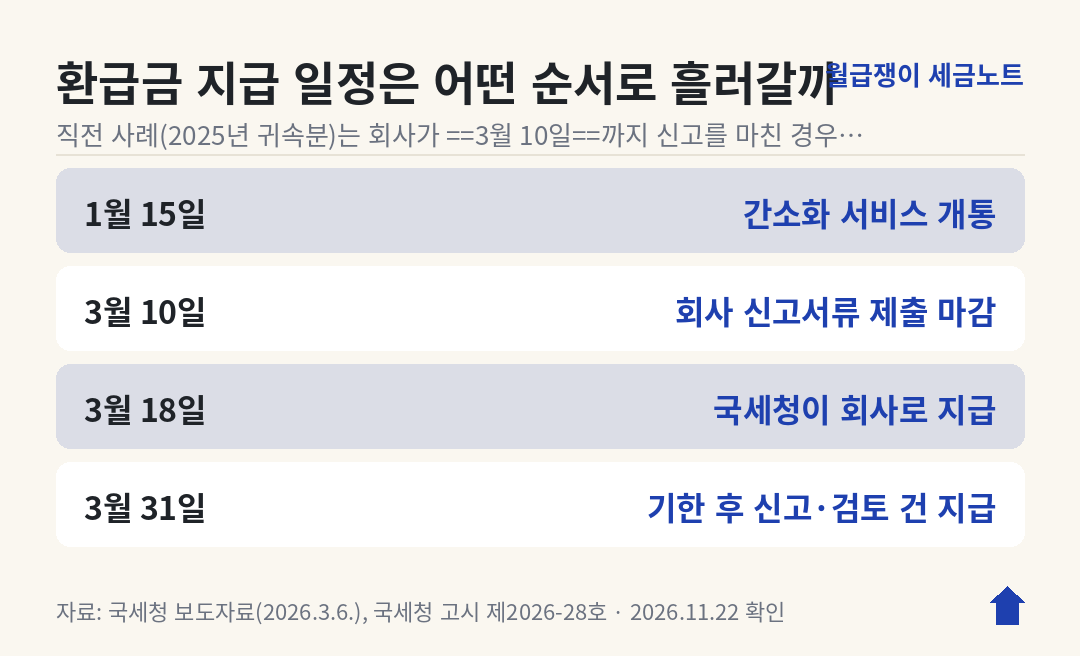 환급금 지급 일정은 어떤 순서로 흘러갈까
월급쟁이 세금노트
직전 사례(2025년 귀속분)는 회사가 ==3월 10일==까지 신고를 마친 경우…
1월 15일 간소화 서비스 개통
3월 10일 회사 신고서류 제출 마감
3월 18일 국세청이 회사로 지급
3월 31일 기한 후 신고·검토 건 지급
자료: 국세청 보도자료(2026.3.6.), 국세청 고시 제2026-28호 · 2026.11.22 확인